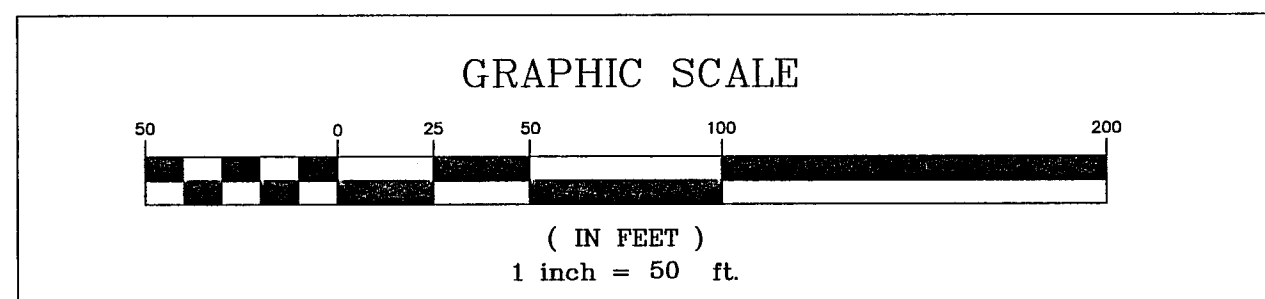 GRAPHIC SCALE
50 0 25 50 100 200
( IN FEET )
1 inch = 50 ft.